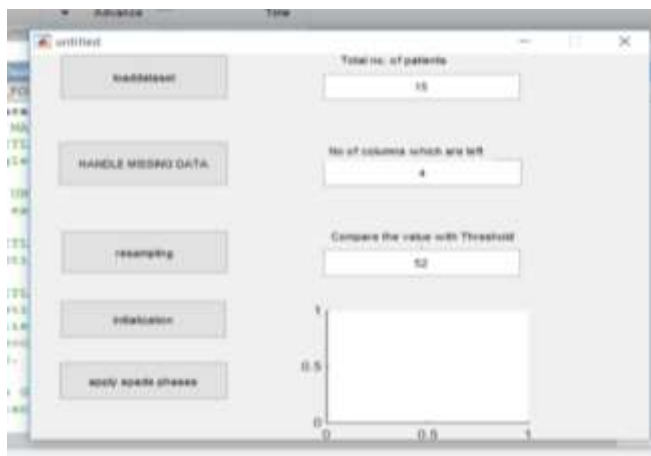 Advance
Time
untitled
loaddataset
Total no. of patients
15
HANDLE MISSING DATA
No of columns which are left
4
resampling
Compare the value with Threshold
52
initialization
apply spade phases
1
0.5
0
0
0.5
1